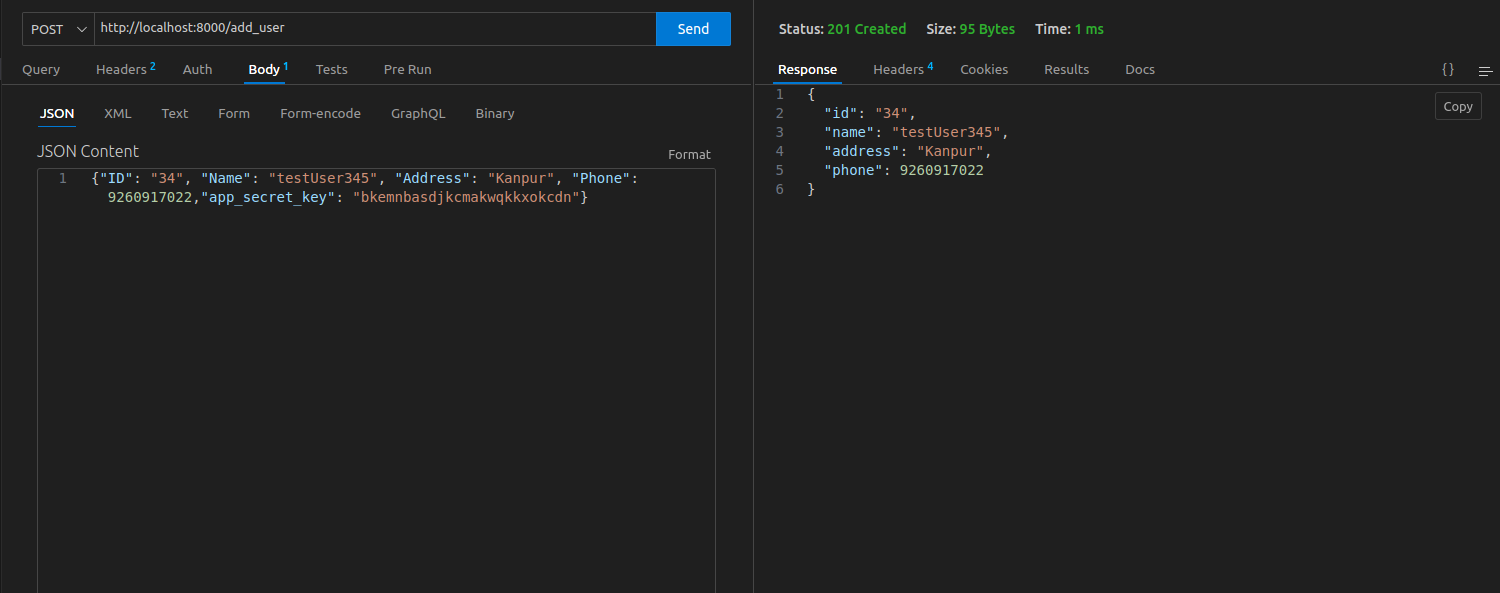 POST http://localhost:8000/add_user Send
Query Headers 2 Auth Body 1 Tests Pre Run
JSON XML Text Form Form-encode GraphQL Binary
JSON Content
Format
1 {"ID": "34", "Name": "testUser345", "Address": "Kanpur", "Phone":
9260917022,"app_secret_key": "bkemnbasdjkcmakwqkkxokcdn"}
Status: 201 Created Size: 95 Bytes Time: 1 ms
Response Headers 4 Cookies Results Docs {}
Copy
1 {
2 "id": "34",
3 "name": "testUser345",
4 "address": "Kanpur",
5 "phone": 9260917022
6 }